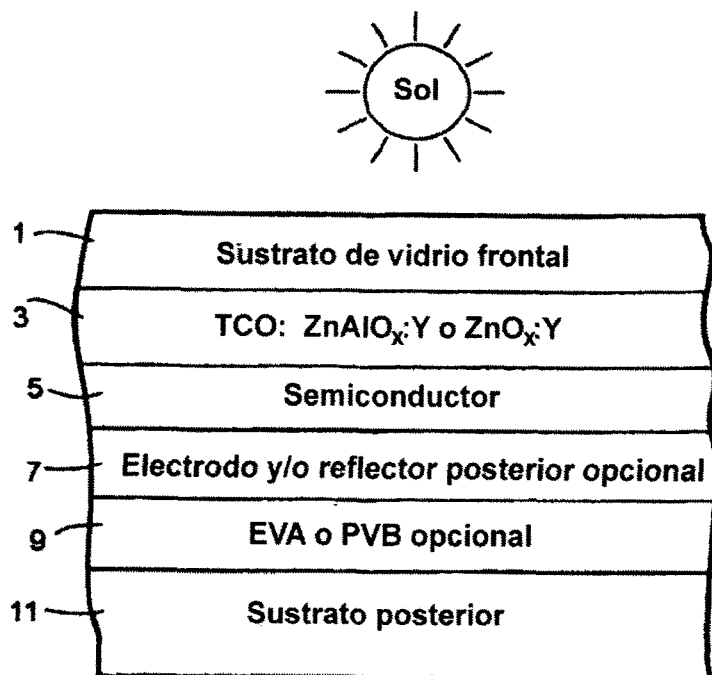 Sol
1
Sustrato de vidrio frontal
3
TCO: ZnAlOx:Y o ZnOx:Y
5
Semiconductor
7
Electrodo y/o reflector posterior opcional
9
EVA o PVB opcional
11
Sustrato posterior